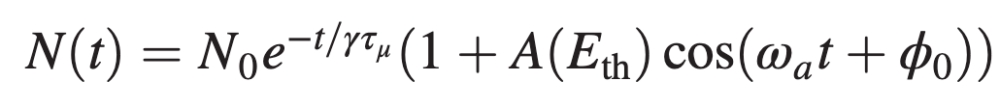 N(t) = N₀e^{−t/γτ_μ}(1 + A(E_th) cos(ω_a t + ϕ₀))